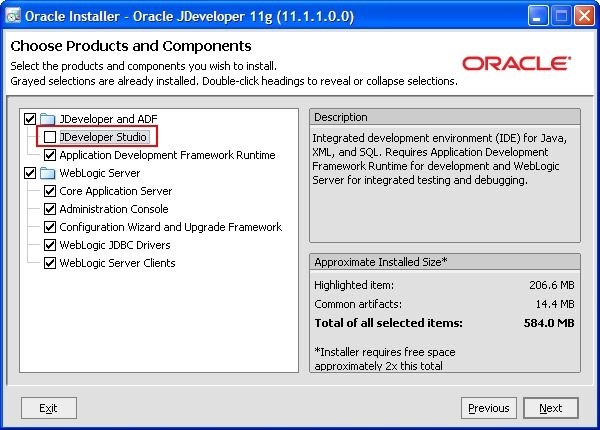 Oracle Installer - Oracle JDeveloper 11g (11.1.1.0.0)
Choose Products and Components
Select the products and components you wish to install.
Grayed selections are already installed. Double-click headings to reveal or collapse selections.
ORACLE
JDeveloper and ADF
JDeveloper Studio
Application Development Framework Runtime
WebLogic Server
Core Application Server
Administration Console
Configuration Wizard and Upgrade Framework
WebLogic JDBC Drivers
WebLogic Server Clients
Description
Integrated development environment (IDE) for Java,
XML, and SQL. Requires Application Development
Framework Runtime for development and WebLogic
Server for integrated testing and debugging.
Approximate Installed Size*
Highlighted item: 206.6 MB
Common artifacts: 14.4 MB
Total of all selected items: 584.0 MB
*Installer requires free space
approximately 2x this total
Exit
Previous
Next